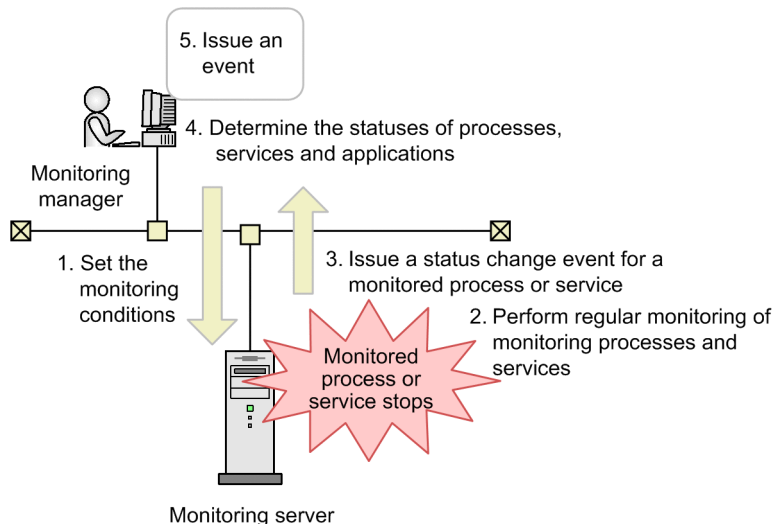 5. Issue an
event
4. Determine the statuses of processes,
services and applications
Monitoring
manager
1. Set the
monitoring
conditions
3. Issue a status change event for a
monitored process or service
2. Perform regular monitoring of
monitoring processes and
services
Monitored
process or
service stops
Monitoring server